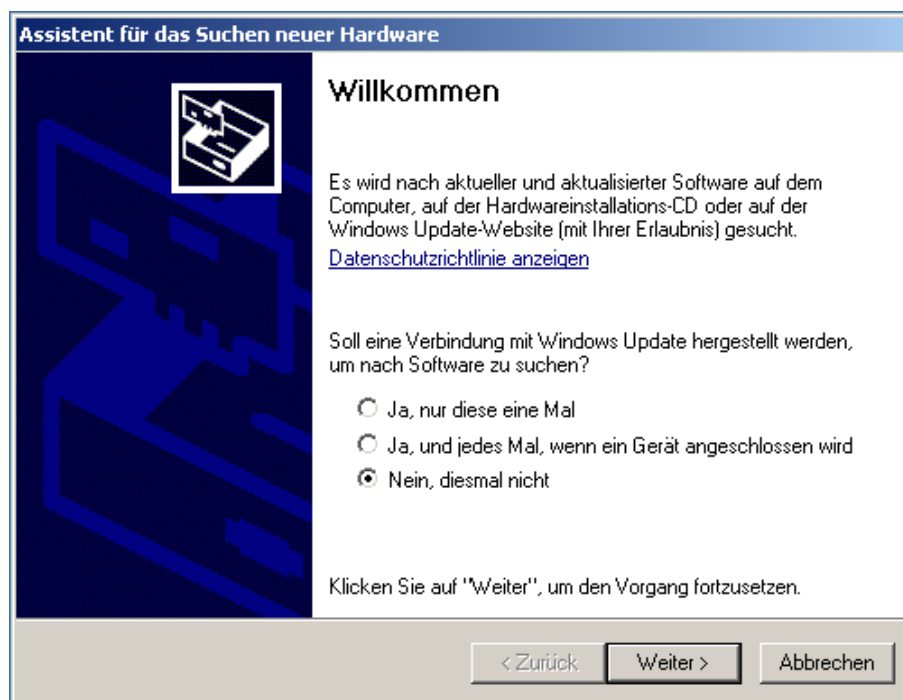 Assistent für das Suchen neuer Hardware
Willkommen
Es wird nach aktueller und aktualisierter Software auf dem
Computer, auf der Hardwareinstallations-CD oder auf der
Windows Update-Website (mit Ihrer Erlaubnis) gesucht.
Datenschutzrichtlinie anzeigen
Soll eine Verbindung mit Windows Update hergestellt werden,
um nach Software zu suchen?
Ja, nur diese eine Mal
Ja, und jedes Mal, wenn ein Gerät angeschlossen wird
Nein, diesmal nicht
Klicken Sie auf "Weiter", um den Vorgang fortzusetzen.
< Zurück
Weiter >
Abbrechen